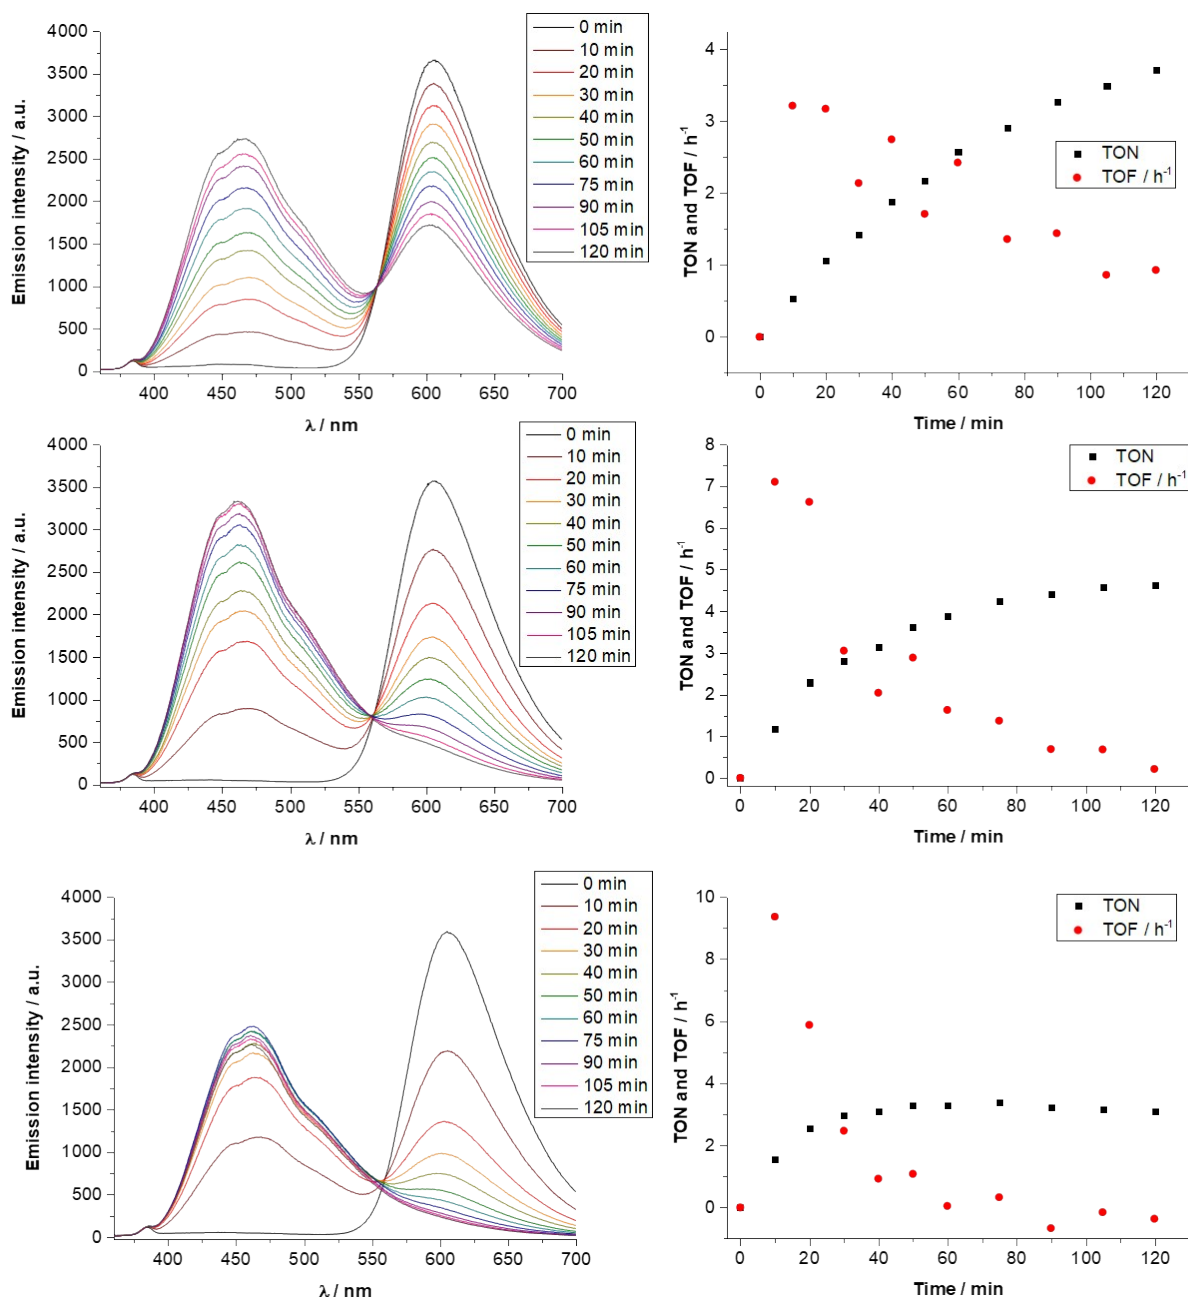 4000
3500
3000
2500
2000
1500
1000
500
0
Emission intensity / a.u.
400
450
500
550
600
650
700
λ / nm
0 min
10 min
20 min
30 min
40 min
50 min
60 min
75 min
90 min
105 min
120 min
4
3
2
1
0
TON and TOF / h-1
0
20
40
60
80
100
120
Time / min
TON
TOF / h-1
4000
3500
3000
2500
2000
1500
1000
500
0
Emission intensity / a.u.
400
450
500
550
600
650
700
λ / nm
0 min
10 min
20 min
30 min
40 min
50 min
60 min
75 min
90 min
105 min
120 min
8
7
6
5
4
3
2
1
0
TON and TOF / h-1
0
20
40
60
80
100
120
Time / min
TON
TOF / h-1
4000
3500
3000
2500
2000
1500
1000
500
0
Emission intensity / a.u.
400
450
500
550
600
650
700
λ / nm
0 min
10 min
20 min
30 min
40 min
50 min
60 min
75 min
90 min
105 min
120 min
10
8
6
4
2
0
TON and TOF / h-1
0
20
40
60
80
100
120
Time / min
TON
TOF / h-1